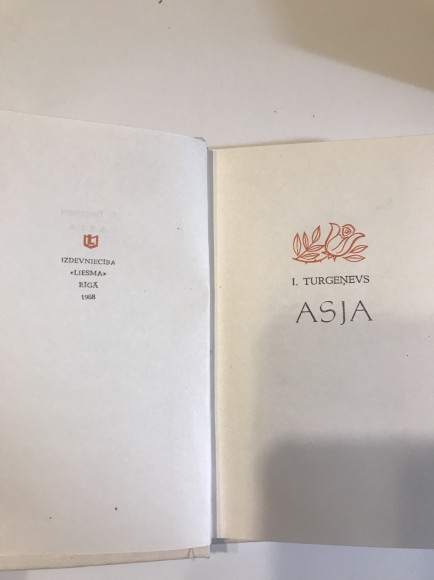 IZDEVNIECĪBA
«LIESMA»
RĪGĀ
1968
I. TURGEŅEVS
ASJA